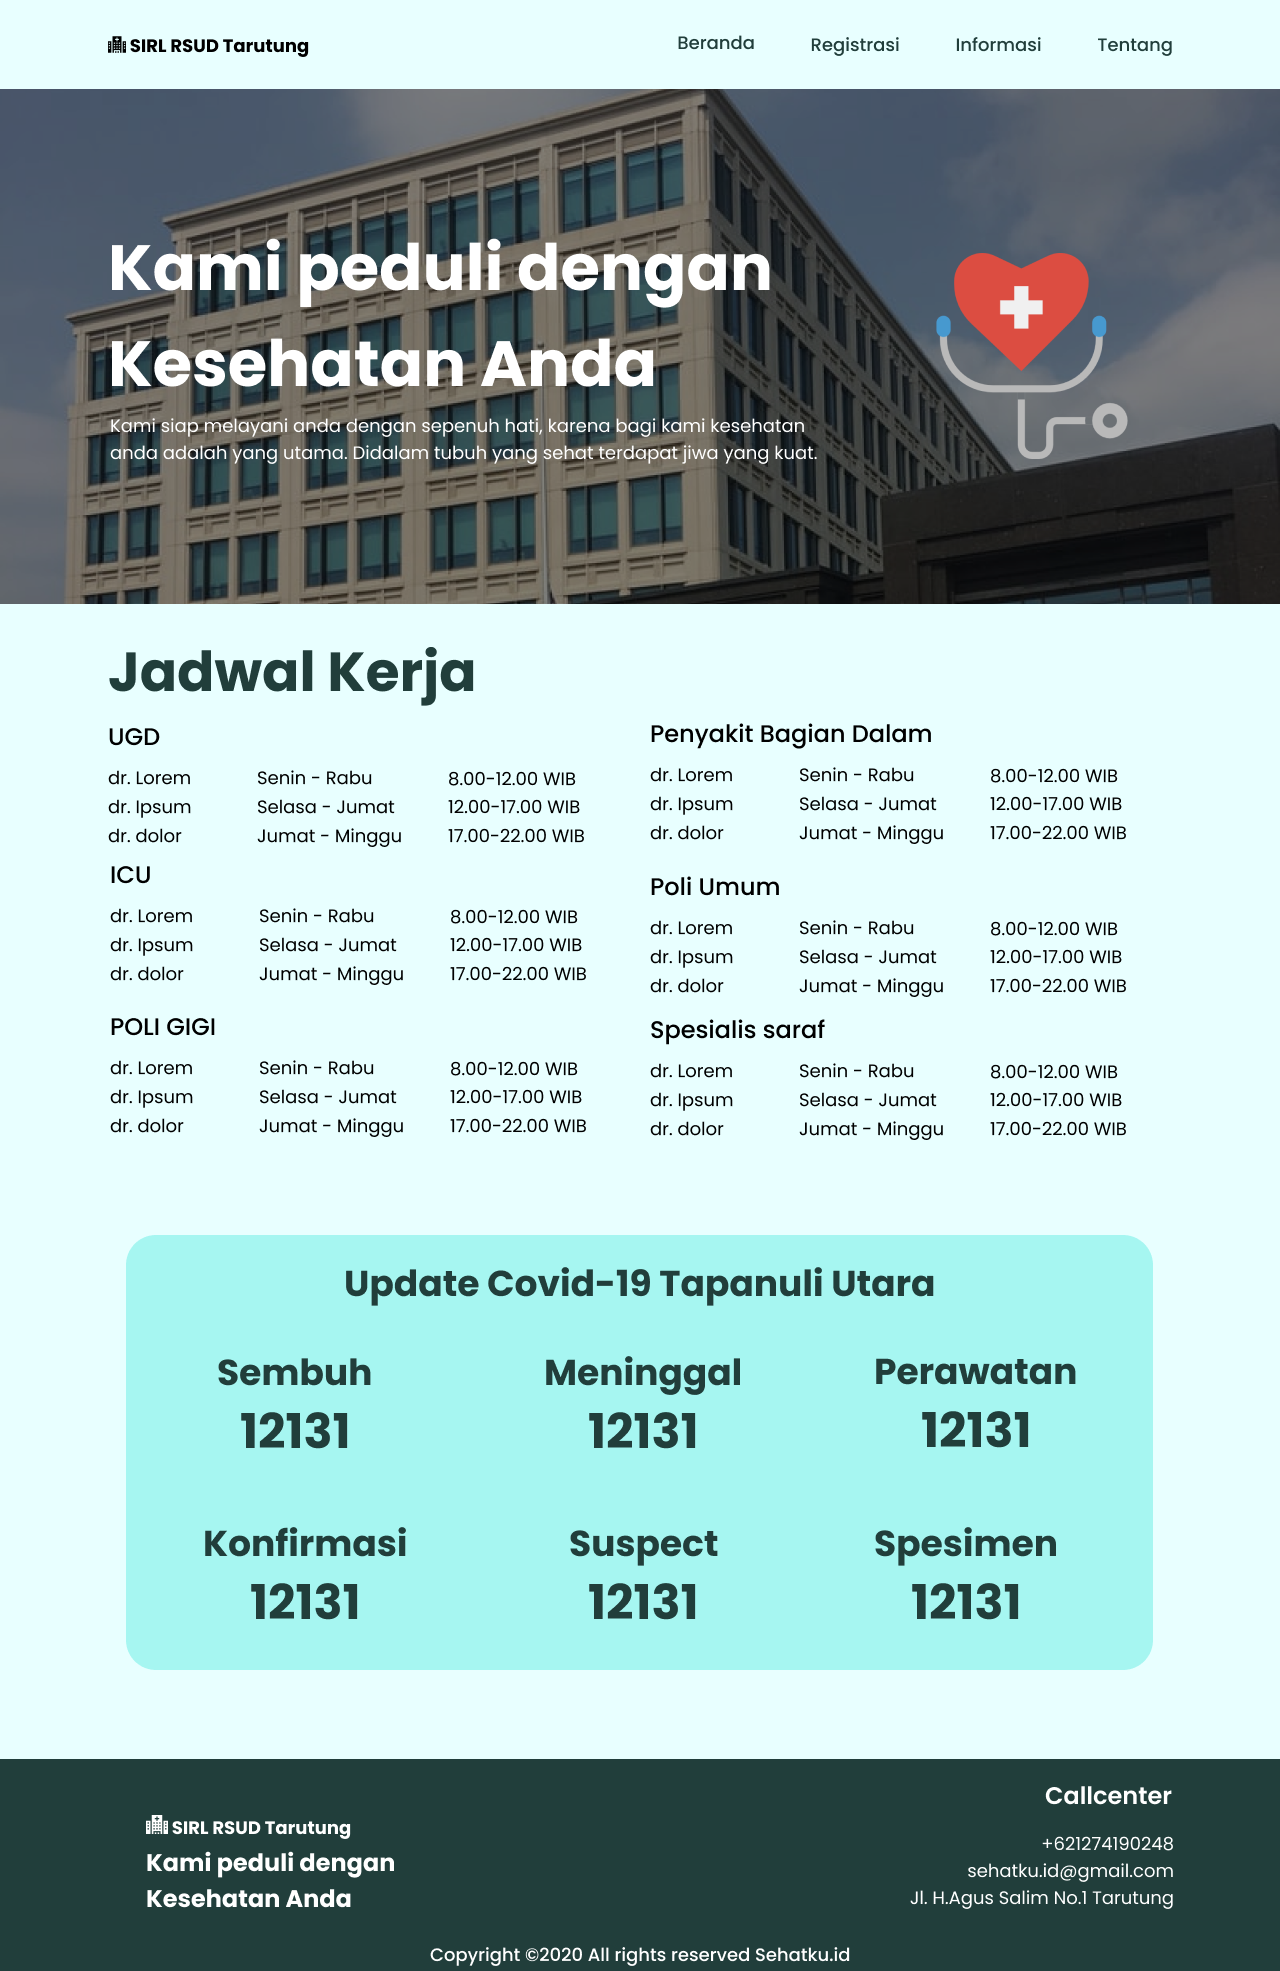 SIRL RSUD Tarutung
Beranda Registrasi Informasi Tentang
Kami peduli dengan
Kesehatan Anda
Kami siap melayani anda dengan sepenuh hati, karena bagi kami kesehatan
anda adalah yang utama. Didalam tubuh yang sehat terdapat jiwa yang kuat.
Jadwal Kerja
UGD
dr. Lorem Senin - Rabu 8.00-12.00 WIB
dr. Ipsum Selasa - Jumat 12.00-17.00 WIB
dr. dolor Jumat - Minggu 17.00-22.00 WIB
ICU
dr. Lorem Senin - Rabu 8.00-12.00 WIB
dr. Ipsum Selasa - Jumat 12.00-17.00 WIB
dr. dolor Jumat - Minggu 17.00-22.00 WIB
POLI GIGI
dr. Lorem Senin - Rabu 8.00-12.00 WIB
dr. Ipsum Selasa - Jumat 12.00-17.00 WIB
dr. dolor Jumat - Minggu 17.00-22.00 WIB
Penyakit Bagian Dalam
dr. Lorem Senin - Rabu 8.00-12.00 WIB
dr. Ipsum Selasa - Jumat 12.00-17.00 WIB
dr. dolor Jumat - Minggu 17.00-22.00 WIB
Poli Umum
dr. Lorem Senin - Rabu 8.00-12.00 WIB
dr. Ipsum Selasa - Jumat 12.00-17.00 WIB
dr. dolor Jumat - Minggu 17.00-22.00 WIB
Spesialis saraf
dr. Lorem Senin - Rabu 8.00-12.00 WIB
dr. Ipsum Selasa - Jumat 12.00-17.00 WIB
dr. dolor Jumat - Minggu 17.00-22.00 WIB
Update Covid-19 Tapanuli Utara
Sembuh Meninggal Perawatan
12131 12131 12131
Konfirmasi Suspect Spesimen
12131 12131 12131
SIRL RSUD Tarutung
Kami peduli dengan
Kesehatan Anda
Callcenter
+621274190248
sehatku.id@gmail.com
Jl. H.Agus Salim No.1 Tarutung
Copyright ©2020 All rights reserved Sehatku.id